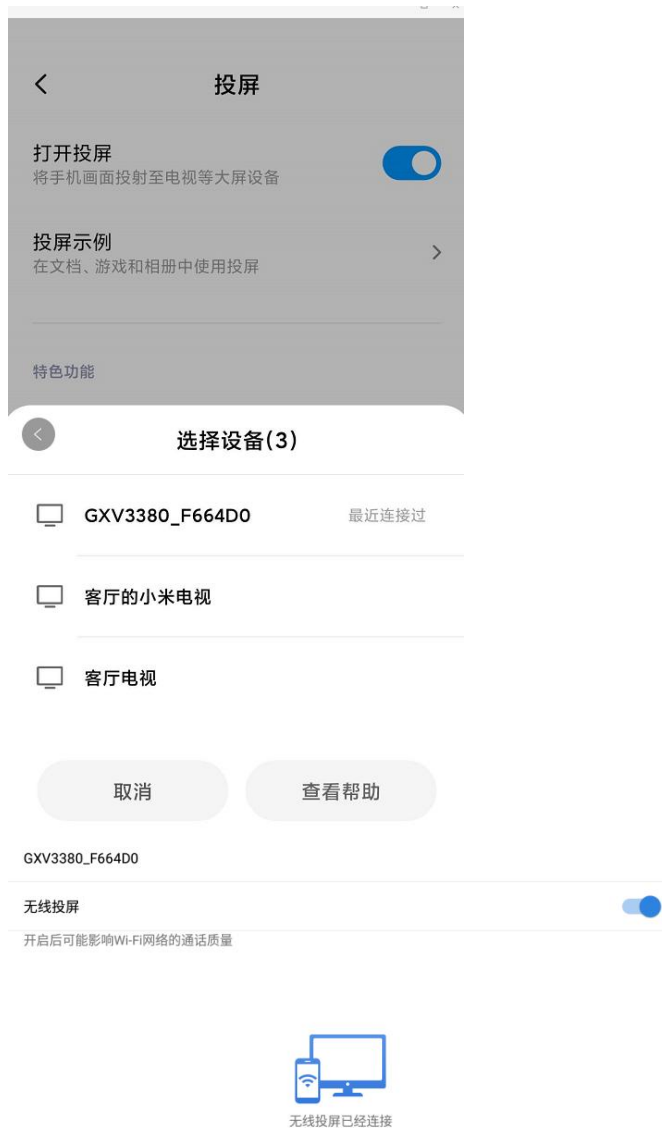 投屏
打开投屏
将手机画面投射至电视等大屏设备
投屏示例
在文档、游戏和相册中使用投屏
特色功能
选择设备(3)
GXV3380_F664D0 最近连接过
客厅的小米电视
客厅电视
取消 查看帮助
GXV3380_F664D0
无线投屏
开启后可能影响Wi-Fi网络的通话质量
无线投屏已经连接